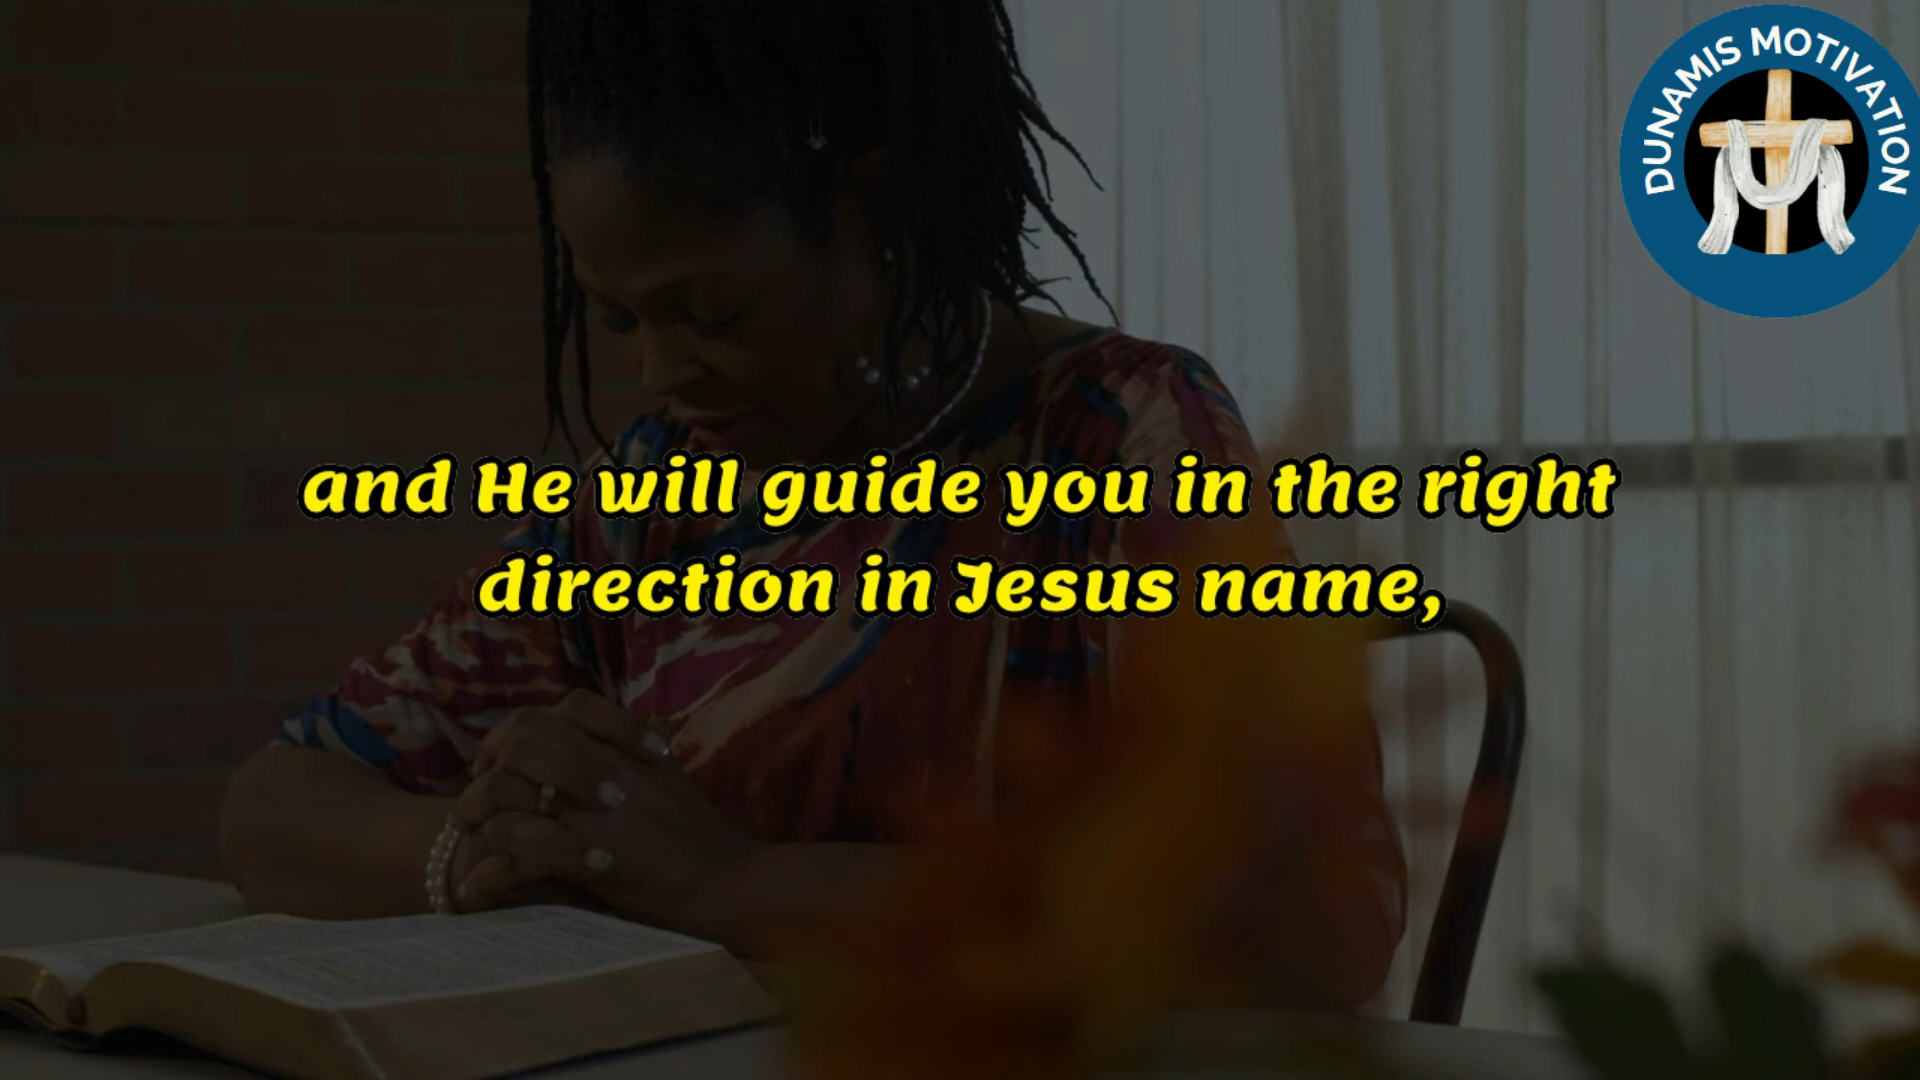 DUNAMIS MOTIVATION
and He will guide you in the right
direction in Jesus name,